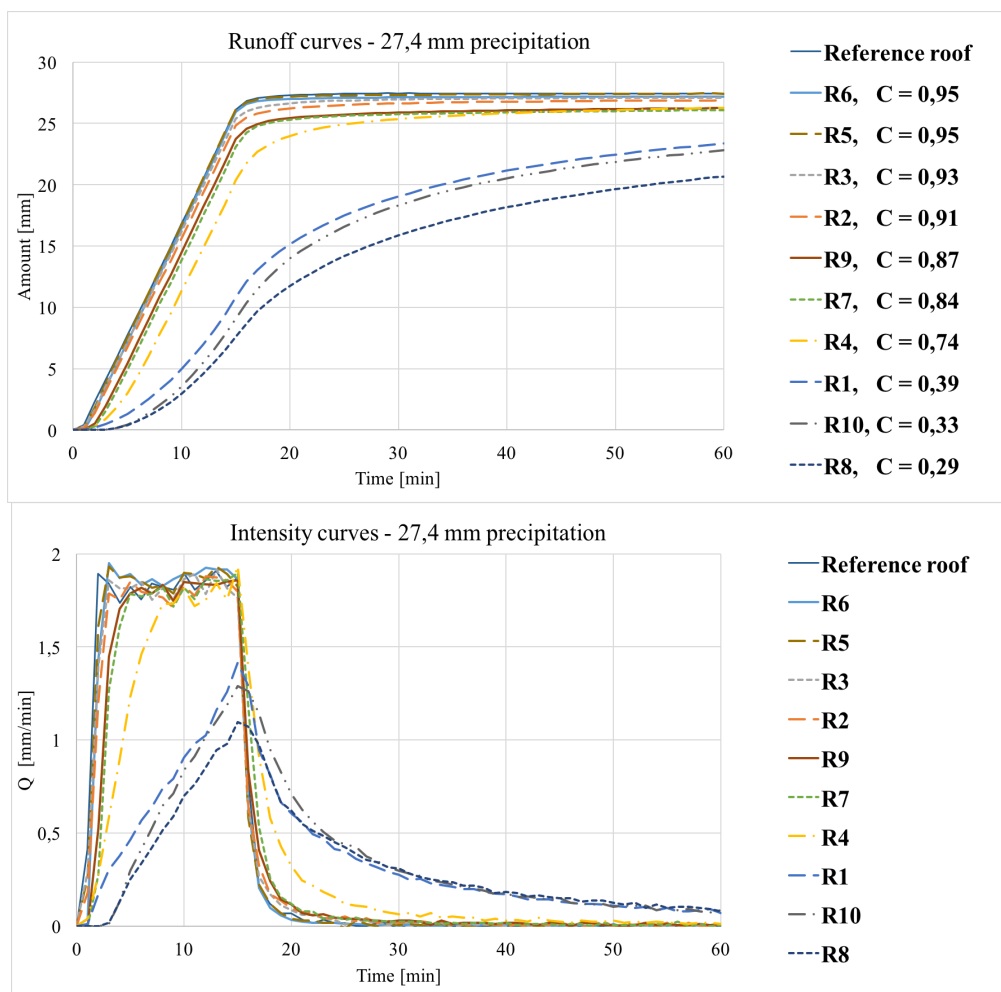 Runoff curves - 27,4 mm precipitation
Amount [mm]
30
25
20
15
10
5
0
0 10 20 30 40 50 60
Time [min]
Reference roof
R6, C = 0,95
R5, C = 0,95
R3, C = 0,93
R2, C = 0,91
R9, C = 0,87
R7, C = 0,84
R4, C = 0,74
R1, C = 0,39
R10, C = 0,33
R8, C = 0,29
Intensity curves - 27,4 mm precipitation
Q [mm/min]
2
1,5
1
0,5
0
0 10 20 30 40 50 60
Time [min]
Reference roof
R6
R5
R3
R2
R9
R7
R4
R1
R10
R8